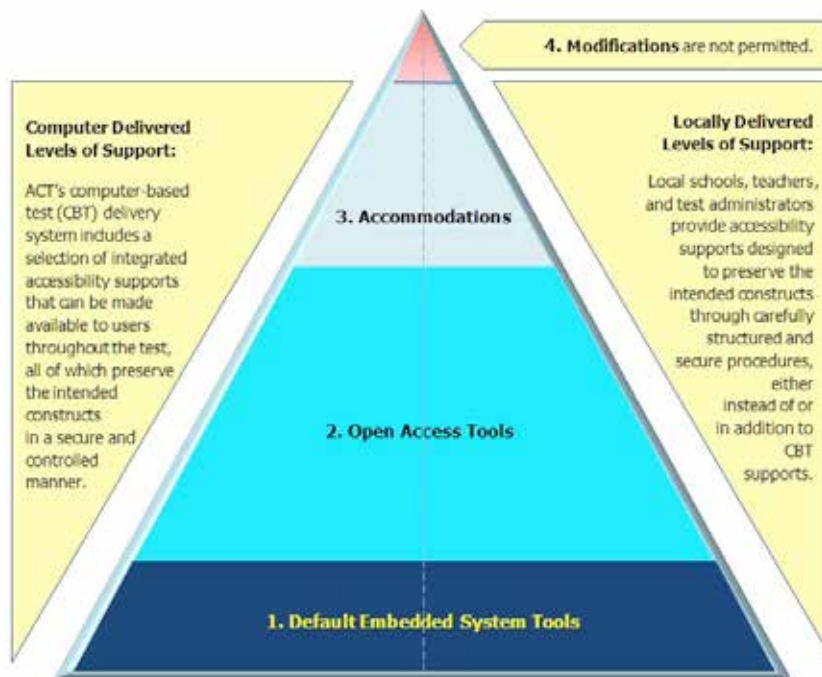 4. Modifications are not permitted.
Computer Delivered
Levels of Support:
ACT's computer-based
test (CBT) delivery
system includes a
selection of integrated
accessibility supports
that can be made
available to users
throughout the test,
all of which preserve
the intended
constructs
in a secure and
controlled
manner.
3. Accommodations
2. Open Access Tools
1. Default Embedded System Tools
Locally Delivered
Levels of Support:
Local schools, teachers,
and test administrators
provide accessibility
supports designed
to preserve the
intended constructs
through carefully
structured and
secure procedures,
either
instead of or
in addition to
CBT
supports.